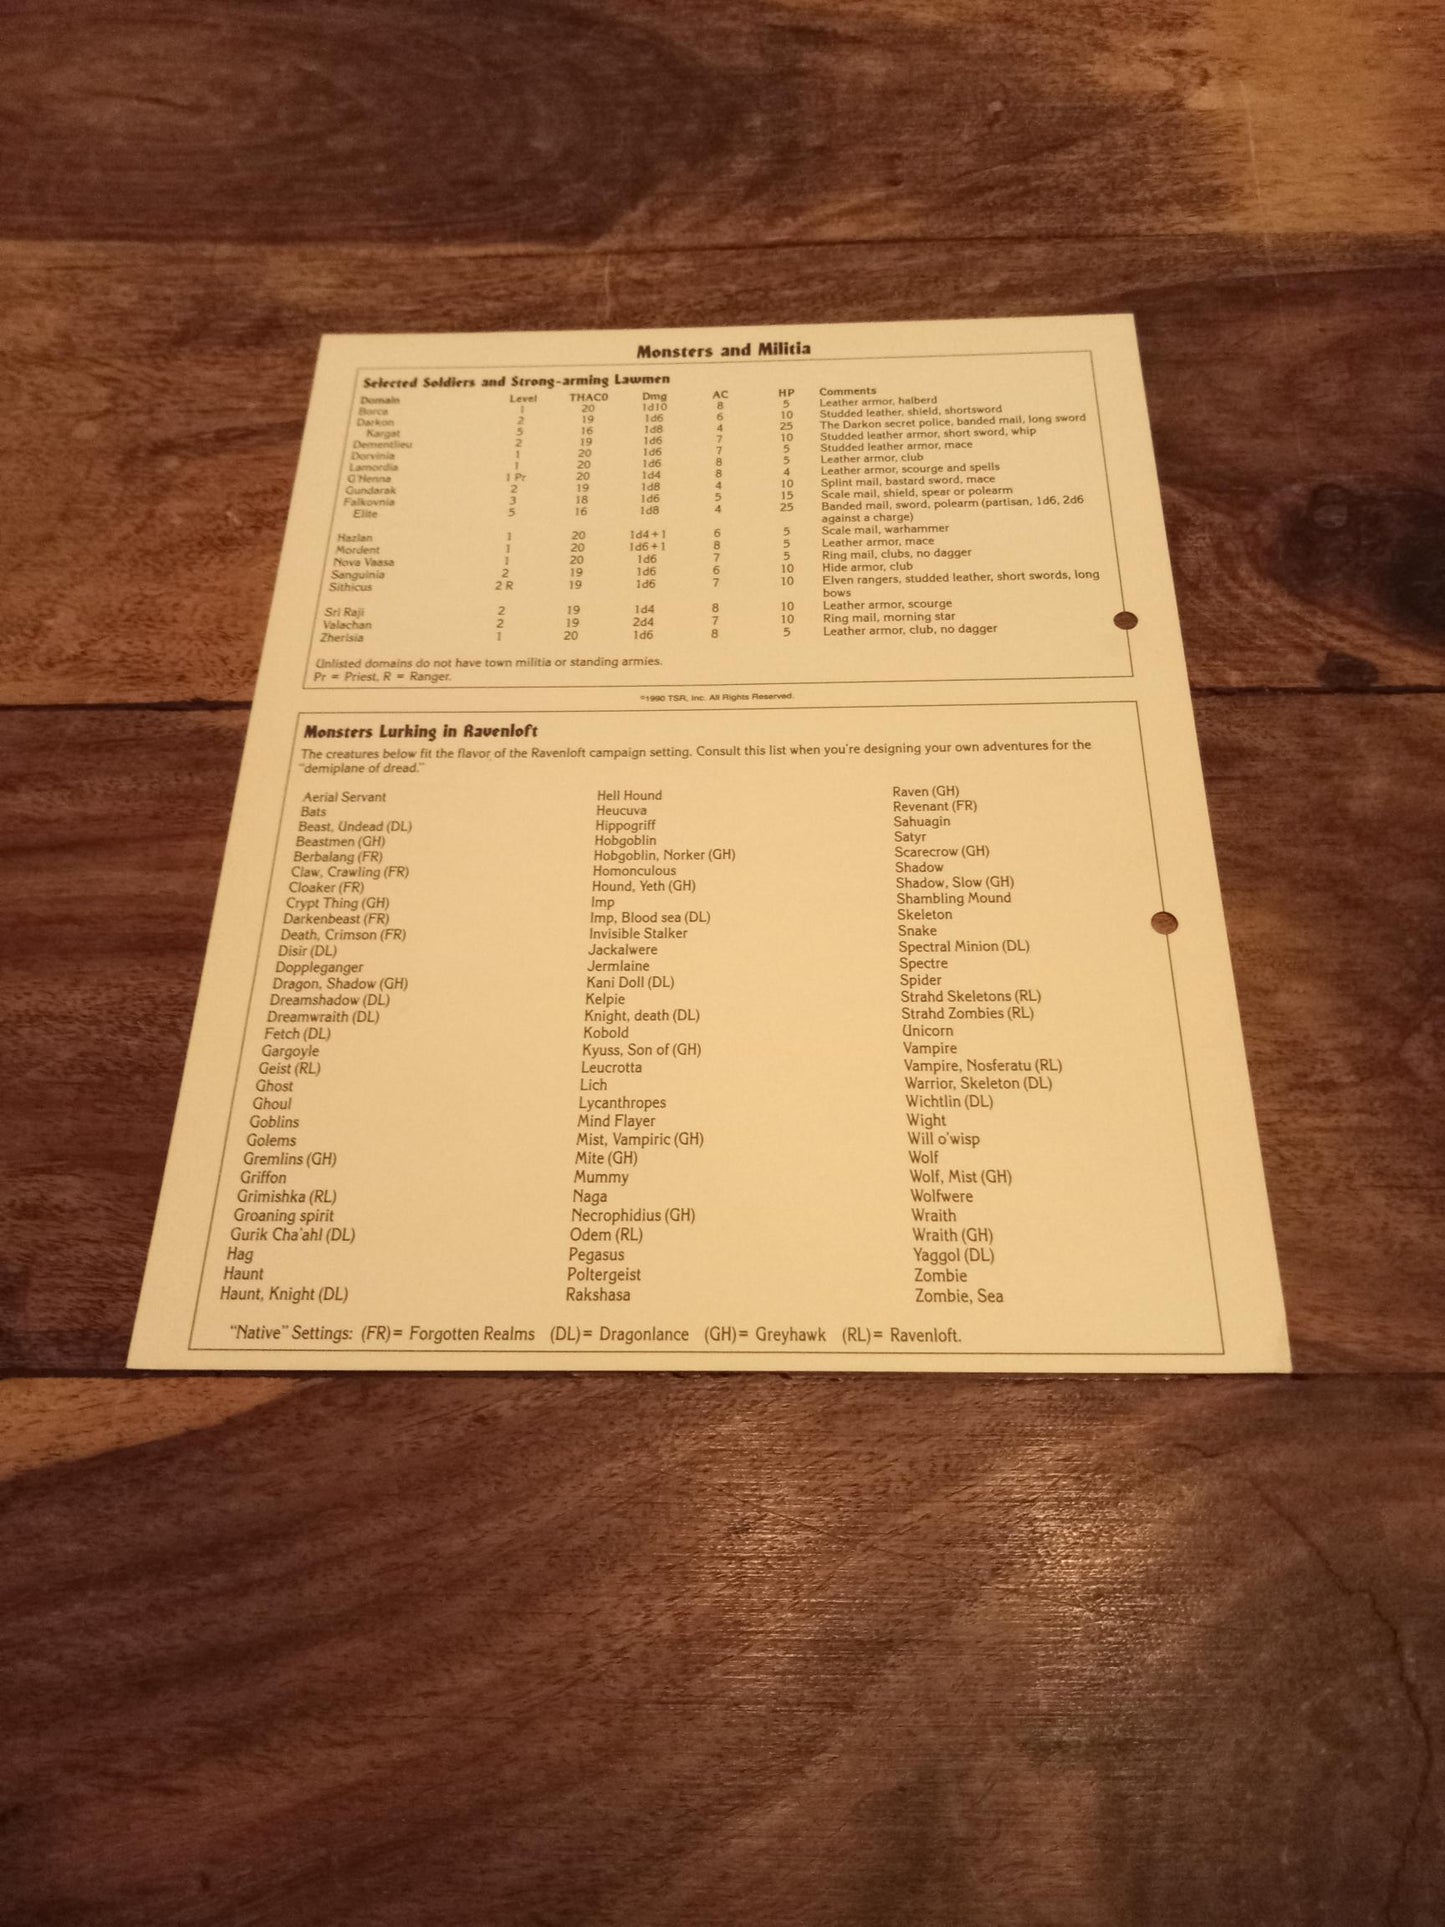 Monsters and Militia
Selected Soldiers and Strong-arming Lawmen
Domain Level THACO Dmg AC HP Comments
Borca 1 20 1d10 8 5 Leather armor, halberd
Darkon 2 19 1d6 6 10 Studded leather, shield, shortsword
Kargat 5 16 1d8 4 25 The Darkon secret police, banded mail, long sword
Dementlieu 2 19 1d6 7 10 Studded leather armor, short sword, whip
Dorvinia 1 20 1d6 7 5 Studded leather armor, mace
Lamordia 1 20 1d6 8 5 Leather armor, club
G'Henna 1 Pr 20 1d4 8 4 Leather armor, scourge and spells
Gundarak 2 19 1d8 4 10 Splint mail, bastard sword, mace
Falkovnia 3 18 1d6 5 15 Scale mail, shield, spear or polearm
Elite 5 16 1d8 4 25 Banded mail, sword, polearm (partisan, 1d6, 2d6
against a charge)
Hazlan 1 20 1d4+1 6 5 Scale mail, warhammer
Mordent 1 20 1d6+1 8 5 Leather armor, mace
Nova Vaasa 1 20 1d6 7 5 Ring mail, clubs, no dagger
Sanguinia 2 19 1d6 6 10 Hide armor, club
Sithicus 2 R 19 1d6 7 10 Elven rangers, studded leather, short swords, long
bows
Sri Raji 2 19 1d4 8 10 Leather armor, scourge
Valachan 2 19 2d4 7 10 Ring mail, morning star
Zherisia 1 20 1d6 8 5 Leather armor, club, no dagger
Unlisted domains do not have town militia or standing armies.
Pr = Priest, R = Ranger.
©1990 TSR, Inc. All Rights Reserved.
Monsters Lurking in Ravenloft
The creatures below fit the flavor of the Ravenloft campaign setting. Consult this list when you're designing your own adventures for the
"demiplane of dread."
Aerial Servant
Bats
Beast, Undead (DL)
Beastmen (GH)
Berbalang (FR)
Claw, Crawling (FR)
Cloaker (FR)
Crypt Thing (GH)
Darkenbeast (FR)
Death, Crimson (FR)
Disir (DL)
Doppleganger
Dragon, Shadow (GH)
Dreamshadow (DL)
Dreamwraith (DL)
Fetch (DL)
Gargoyle
Geist (RL)
Ghost
Ghoul
Goblins
Golems
Gremlins (GH)
Griffon
Grimishka (RL)
Groaning spirit
Gurik Cha'ahl (DL)
Hag
Haunt
Haunt, Knight (DL)
Hell Hound
Heucuva
Hippogriff
Hobgoblin
Hobgoblin, Norker (GH)
Homonculous
Hound, Yeth (GH)
Imp
Imp, Blood sea (DL)
Invisible Stalker
Jackalwere
Jermlaine
Kani Doll (DL)
Kelpie
Knight, death (DL)
Kobold
Kyuss, Son of (GH)
Leucrotta
Lich
Lycanthropes
Mind Flayer
Mist, Vampiric (GH)
Mite (GH)
Mummy
Naga
Necrophidius (GH)
Odem (RL)
Pegasus
Poltergeist
Rakshasa
Raven (GH)
Revenant (FR)
Sahuagin
Satyr
Scarecrow (GH)
Shadow
Shadow, Slow (GH)
Shambling Mound
Skeleton
Snake
Spectral Minion (DL)
Spectre
Spider
Strahd Skeletons (RL)
Strahd Zombies (RL)
Unicorn
Vampire
Vampire, Nosferatu (RL)
Warrior, Skeleton (DL)
Wichtlin (DL)
Wight
Will o'wisp
Wolf
Wolf, Mist (GH)
Wolfwere
Wraith
Wraith (GH)
Yaggol (DL)
Zombie
Zombie, Sea
"Native" Settings: (FR)= Forgotten Realms (DL)= Dragonlance (GH)= Greyhawk (RL)= Ravenloft.